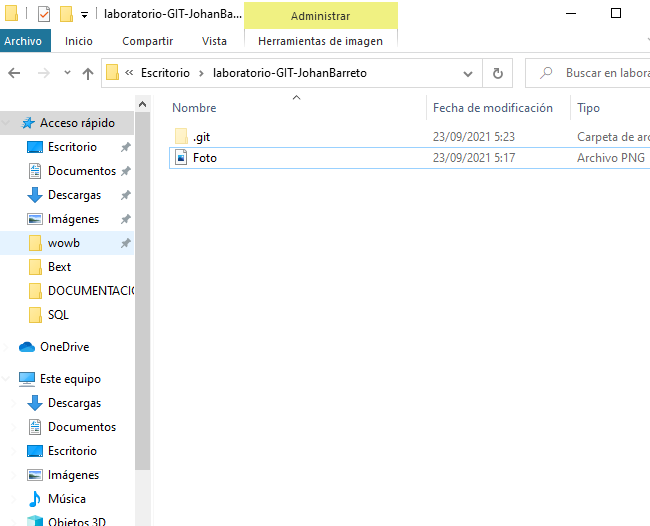 laboratorio-GIT-JohanBa...
Administrar
Archivo Inicio Compartir Vista Herramientas de imagen
« Escritorio > laboratorio-GIT-JohanBarreto
Buscar en labora
Nombre Fecha de modificación Tipo
.git 23/09/2021 5:23 Carpeta de arc
Foto 23/09/2021 5:17 Archivo PNG
Acceso rápido
Escritorio
Documentos
Descargas
Imágenes
wowb
Bext
DOCUMENTACIO
SQL
OneDrive
Este equipo
Descargas
Documentos
Escritorio
Imágenes
Música
Objetos 3D